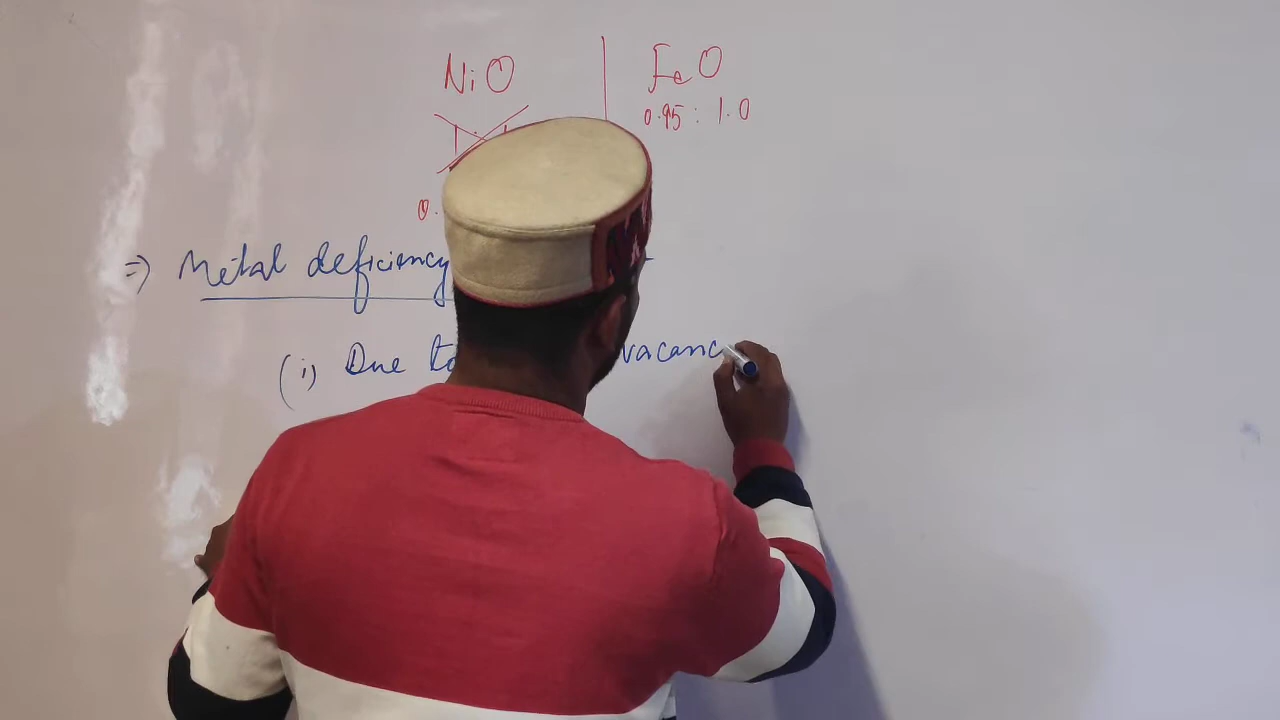 NiO | FeO
0.95 : 1.0
0.
=> Metal deficiency
(i) Due to vacanc